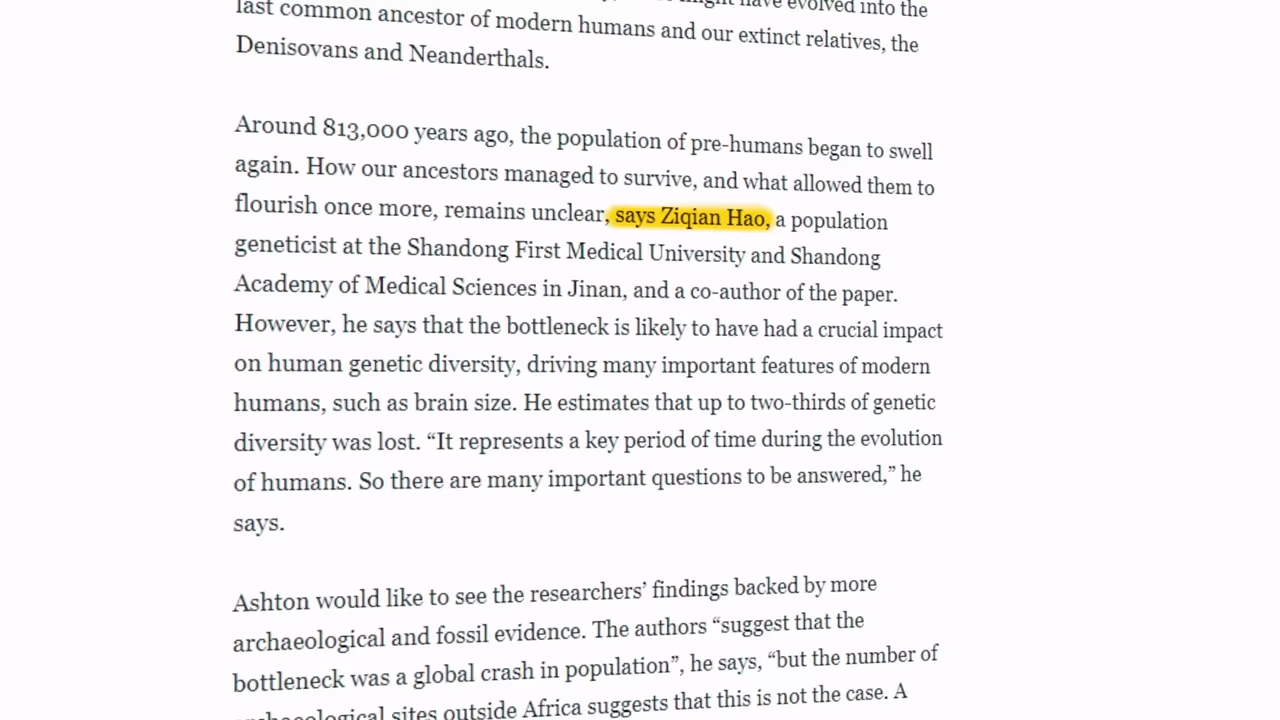 have evolved into the
last common ancestor of modern humans and our extinct relatives, the
Denisovans and Neanderthals.
Around 813,000 years ago, the population of pre-humans began to swell
again. How our ancestors managed to survive, and what allowed them to
flourish once more, remains unclear, says Ziqian Hao, a population
geneticist at the Shandong First Medical University and Shandong
Academy of Medical Sciences in Jinan, and a co-author of the paper.
However, he says that the bottleneck is likely to have had a crucial impact
on human genetic diversity, driving many important features of modern
humans, such as brain size. He estimates that up to two-thirds of genetic
diversity was lost. “It represents a key period of time during the evolution
of humans. So there are many important questions to be answered,” he
says.
Ashton would like to see the researchers’ findings backed by more
archaeological and fossil evidence. The authors “suggest that the
bottleneck was a global crash in population”, he says, “but the number of
archaeological sites outside Africa suggests that this is not the case. A